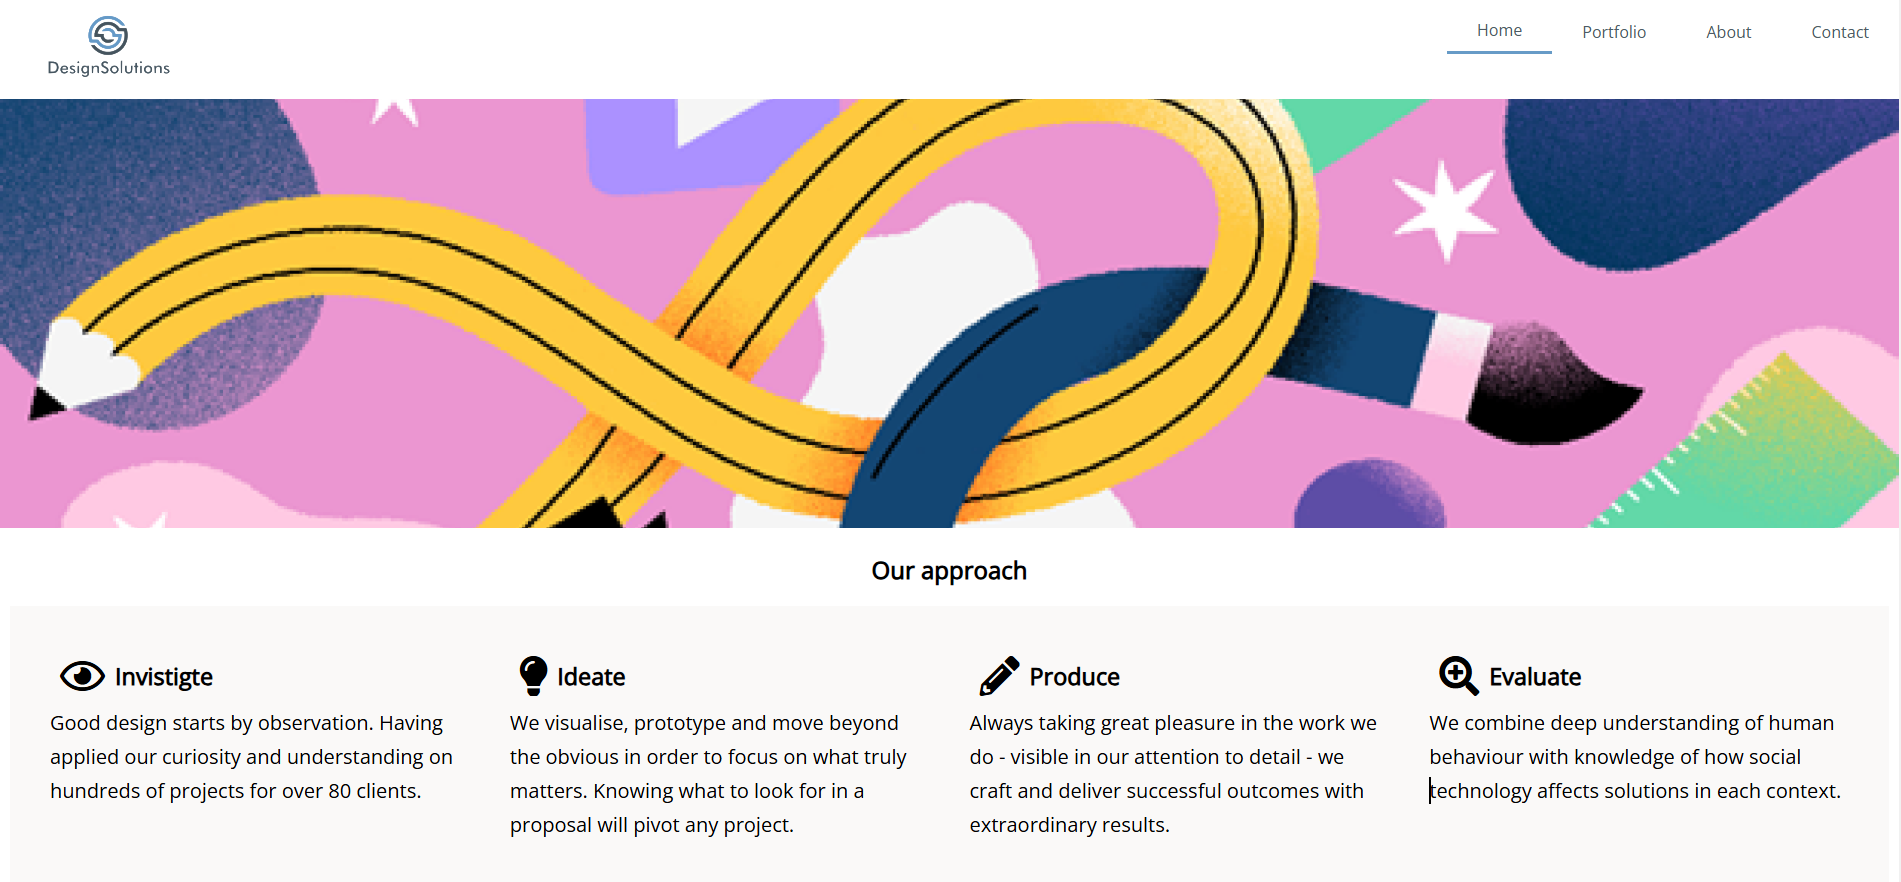 DesignSolutions
Home
Portfolio
About
Contact
Our approach
Invistigte
Good design starts by observation. Having
applied our curiosity and understanding on
hundreds of projects for over 80 clients.
Ideate
We visualise, prototype and move beyond
the obvious in order to focus on what truly
matters. Knowing what to look for in a
proposal will pivot any project.
Produce
Always taking great pleasure in the work we
do - visible in our attention to detail - we
craft and deliver successful outcomes with
extraordinary results.
Evaluate
We combine deep understanding of human
behaviour with knowledge of how social
technology affects solutions in each context.